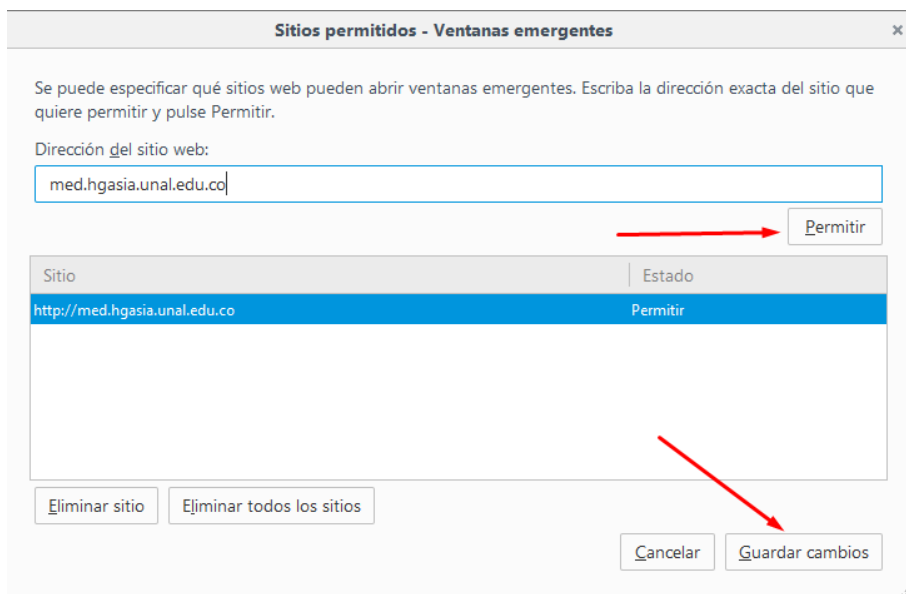 Sitios permitidos - Ventanas emergentes
Se puede especificar qué sitios web pueden abrir ventanas emergentes. Escriba la dirección exacta del sitio que
quiere permitir y pulse Permitir.
Dirección del sitio web:
med.hgasia.unal.edu.co
Permitir
Sitio Estado
http://med.hgasia.unal.edu.co Permitir
Eliminar sitio Eliminar todos los sitios
Cancelar Guardar cambios